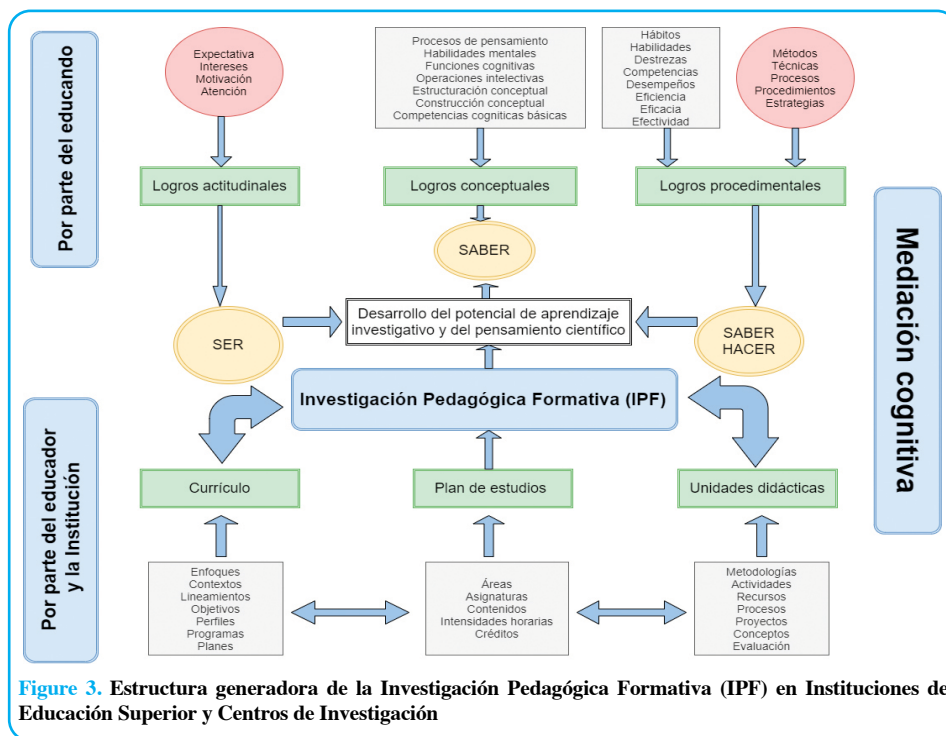 Por parte del educando
Expectativa
Intereses
Motivación
Atención
Procesos de pensamiento
Habilidades mentales
Funciones cognitivas
Operaciones intelectivas
Estructuración conceptual
Construcción conceptual
Competencias cogniticas básicas
Hábitos
Habilidades
Destrezas
Competencias
Desempeños
Eficiencia
Eficacia
Efectividad
Métodos
Técnicas
Procesos
Procedimientos
Estrategias
Logros actitudinales
Logros conceptuales
Logros procedimentales
SABER
SER
Desarrollo del potencial de aprendizaje
investigativo y del pensamiento científico
SABER
HACER
Mediación cognitiva
Investigación Pedagógica Formativa (IPF)
Por parte del educador
y la Institución
Currículo
Plan de estudios
Unidades didácticas
Enfoques
Contextos
Lineamientos
Objetivos
Perfiles
Programas
Planes
Áreas
Asignaturas
Contenidos
Intensidades horarias
Créditos
Metodologías
Actividades
Recursos
Procesos
Proyectos
Conceptos
Evaluación
Figure 3. Estructura generadora de la Investigación Pedagógica Formativa (IPF) en Instituciones de
Educación Superior y Centros de Investigación